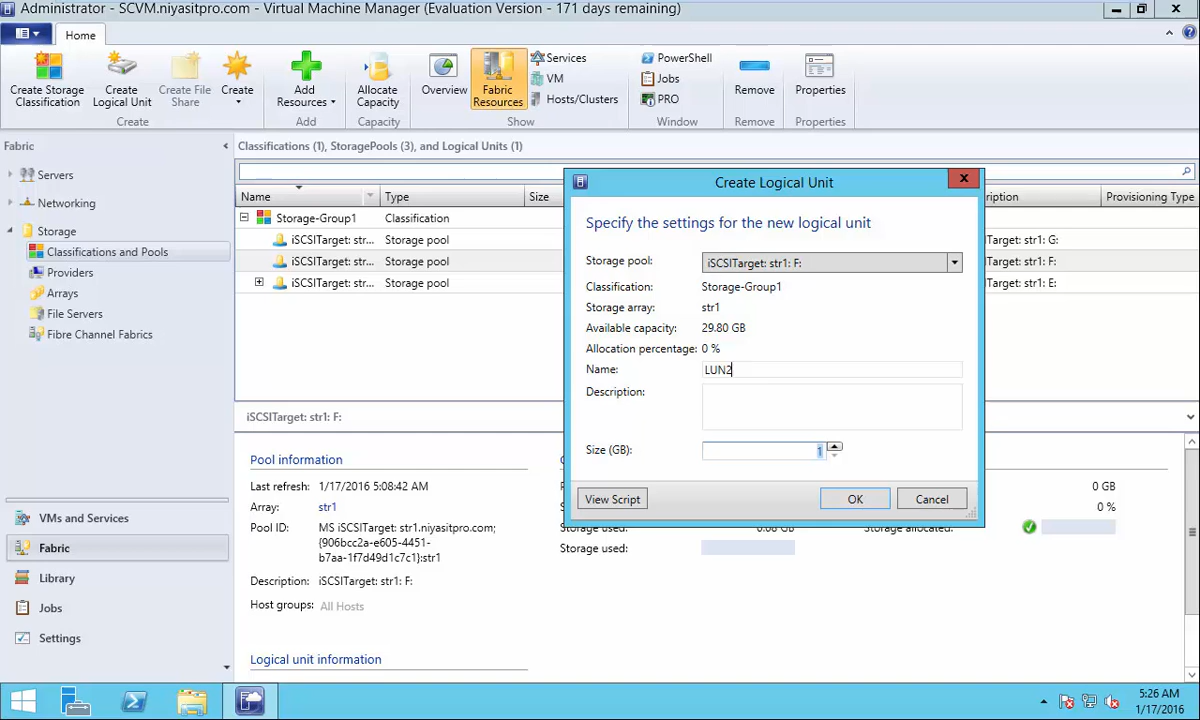 Administrator - SCVM.niyasitpro.com - Virtual Machine Manager (Evaluation Version - 171 days remaining)
Home
Create Storage Classification
Create Logical Unit
Create File Share
Create
Create
Add Resources
Add
Allocate Capacity
Capacity
Overview
Fabric Resources
Services
VM
Hosts/Clusters
Show
PowerShell
Jobs
PRO
Window
Remove
Remove
Properties
Properties
Fabric
Servers
Networking
Storage
Classifications and Pools
Providers
Arrays
File Servers
Fibre Channel Fabrics
VMs and Services
Fabric
Library
Jobs
Settings
Classifications (1), StoragePools (3), and Logical Units (1)
Name Type Size ription Provisioning Type
Storage-Group1 Classification
iSCSITarget: str... Storage pool Target: str1: G:
iSCSITarget: str... Storage pool Target: str1: F:
iSCSITarget: str... Storage pool Target: str1: E:
Create Logical Unit
Specify the settings for the new logical unit
Storage pool: iSCSITarget: str1: F:
Classification: Storage-Group1
Storage array: str1
Available capacity: 29.80 GB
Allocation percentage: 0 %
Name: LUN2
Description:
Size (GB): 1
View Script OK Cancel
iSCSITarget: str1: F:
Pool information
Last refresh: 1/17/2016 5:08:42 AM
Array: str1
Pool ID: MS iSCSITarget: str1.niyasitpro.com;
{906bcc2a-e605-4451-
b7aa-1f7d49d1c7c1}:str1
Description: iSCSITarget: str1: F:
Host groups: All Hosts
Logical unit information
0 GB
0 %
Storage used:
5:26 AM
1/17/2016